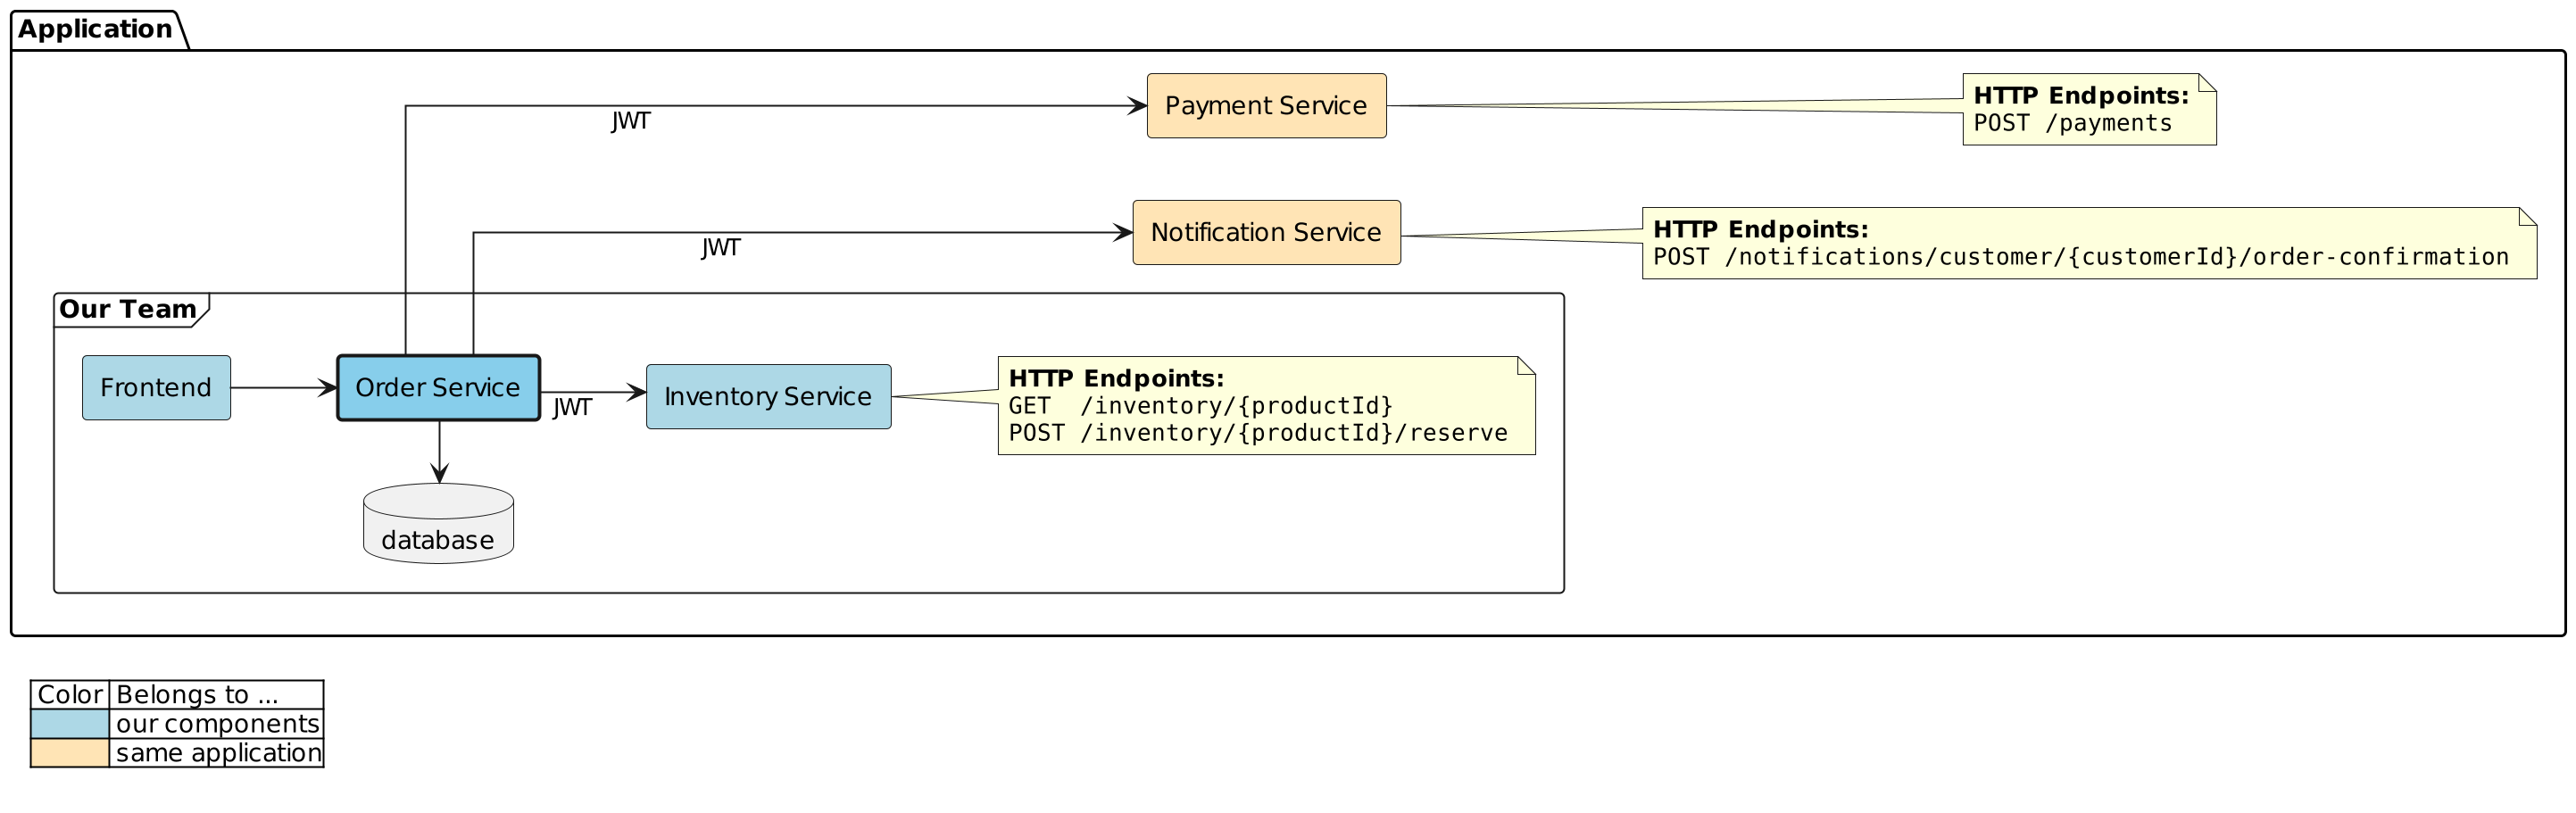 Application
Payment Service
HTTP Endpoints:
POST /payments
JWT
Notification Service
HTTP Endpoints:
POST /notifications/customer/{customerId}/order-confirmation
JWT
Our Team
Frontend
Order Service
JWT
Inventory Service
HTTP Endpoints:
GET  /inventory/{productId}
POST /inventory/{productId}/reserve
database
Color Belongs to ...
our components
same application